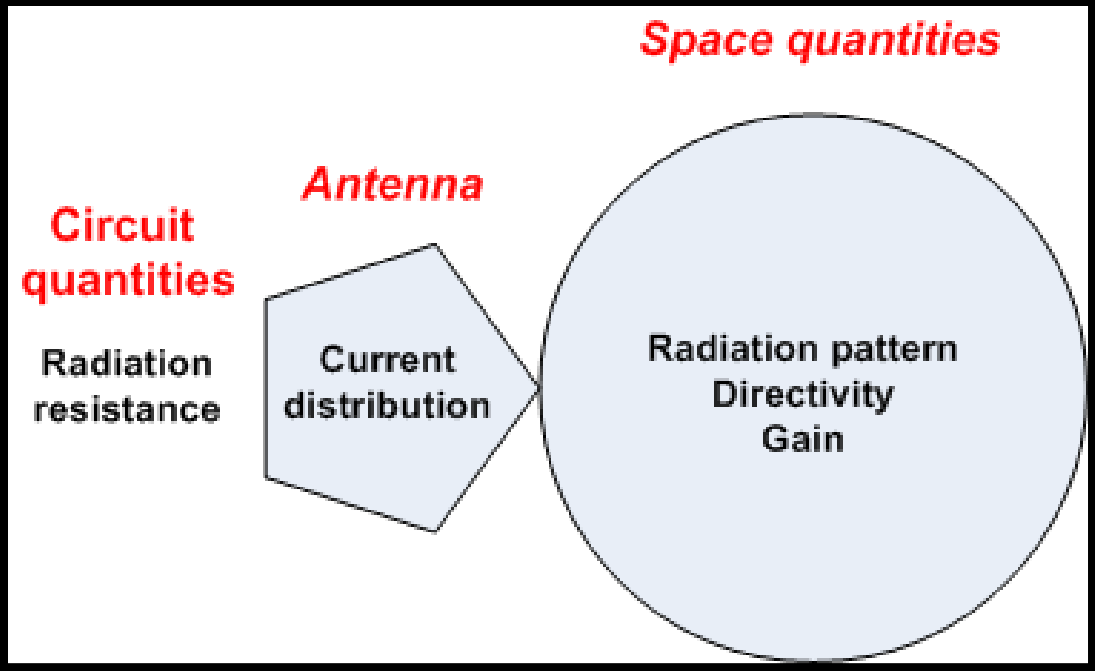 Space quantities
Antenna
Circuit
quantities
Radiation
resistance
Current
distribution
Radiation pattern
Directivity
Gain